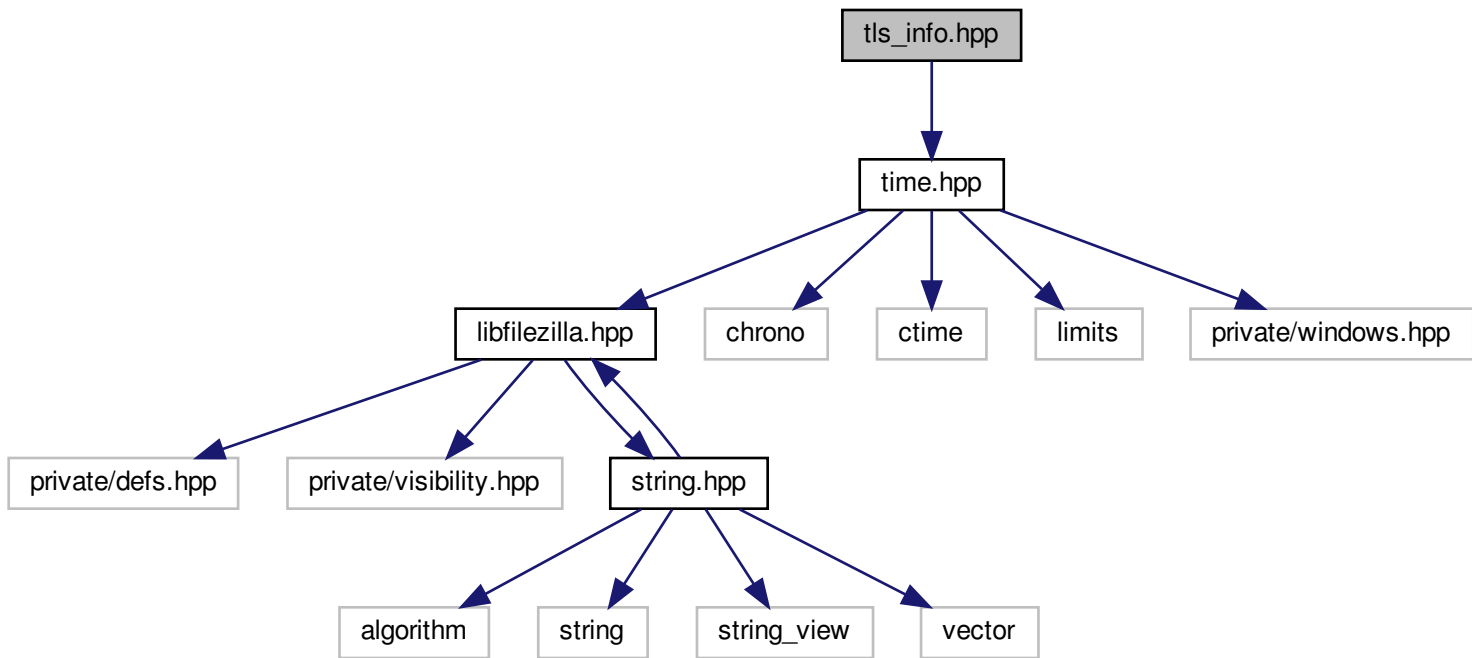 tls_info.hpp
time.hpp
libfilezilla.hpp
chrono
ctime
limits
private/windows.hpp
private/defs.hpp
private/visibility.hpp
string.hpp
algorithm
string
string_view
vector